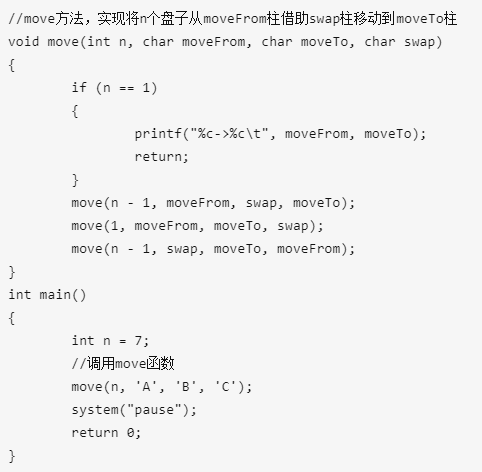 //move方法，实现将n个盘子从moveFrom柱借助swap柱移动到moveTo柱
void move(int n, char moveFrom, char moveTo, char swap)
{
        if (n == 1)
        {
                printf("%c->%c\t", moveFrom, moveTo);
                return;
        }
        move(n - 1, moveFrom, swap, moveTo);
        move(1, moveFrom, moveTo, swap);
        move(n - 1, swap, moveTo, moveFrom);
}
int main()
{
        int n = 7;
        //调用move函数
        move(n, 'A', 'B', 'C');
        system("pause");
        return 0;
}